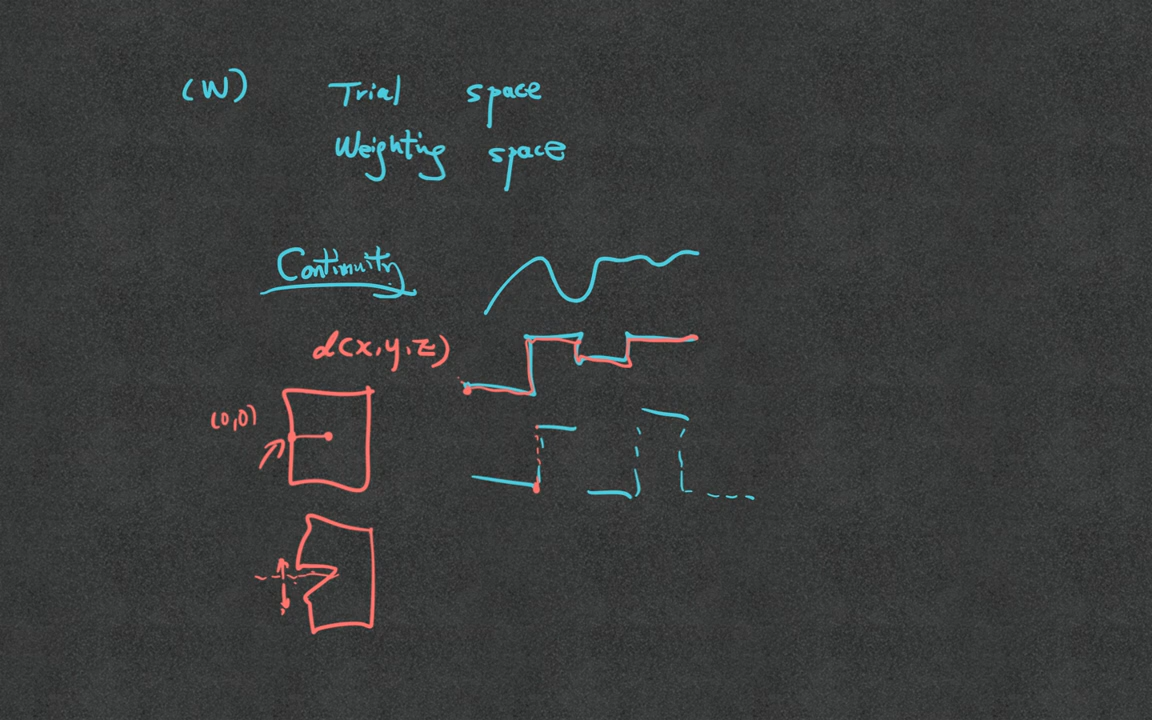 (W) Trial space
Weighting space
Continuity
d(x,y,z)
(0,0)